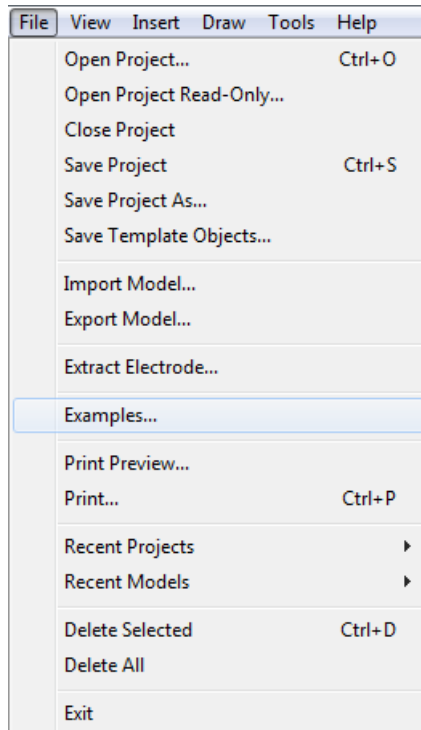 File View Insert Draw Tools Help
Open Project... Ctrl+O
Open Project Read-Only...
Close Project
Save Project Ctrl+S
Save Project As...
Save Template Objects...
Import Model...
Export Model...
Extract Electrode...
Examples...
Print Preview...
Print... Ctrl+P
Recent Projects
Recent Models
Delete Selected Ctrl+D
Delete All
Exit